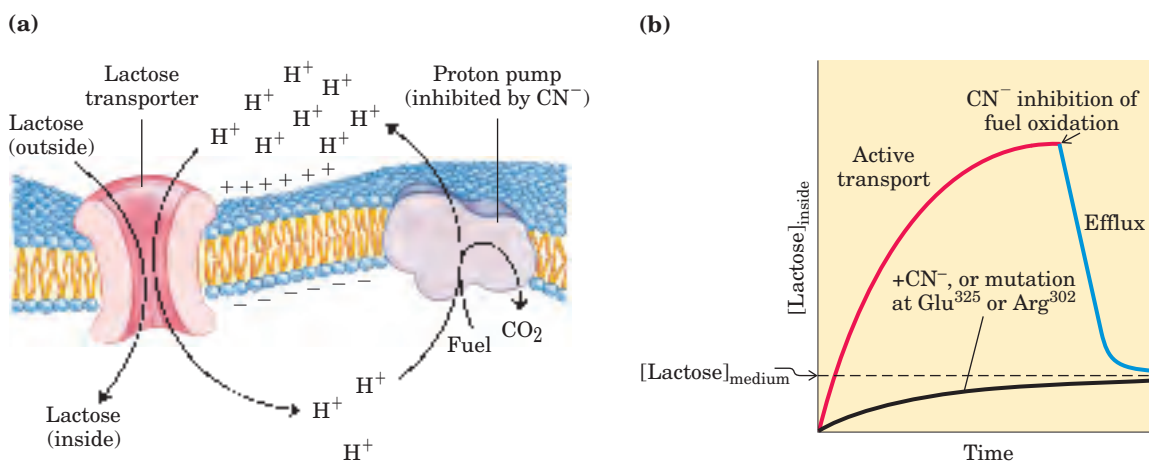 (a)
Lactose
transporter
Lactose
(outside)
H⁺
H⁺
H⁺
H⁺
H⁺
H⁺
H⁺
H⁺
H⁺
Proton pump
(inhibited by CN⁻)
+ + + + + +
− − − − − −
Fuel
CO₂
Lactose
(inside)
H⁺
H⁺
H⁺
(b)
[Lactose]inside
CN⁻ inhibition of
fuel oxidation
Active
transport
Efflux
+CN⁻, or mutation
at Glu³²⁵ or Arg³⁰²
[Lactose]medium
Time